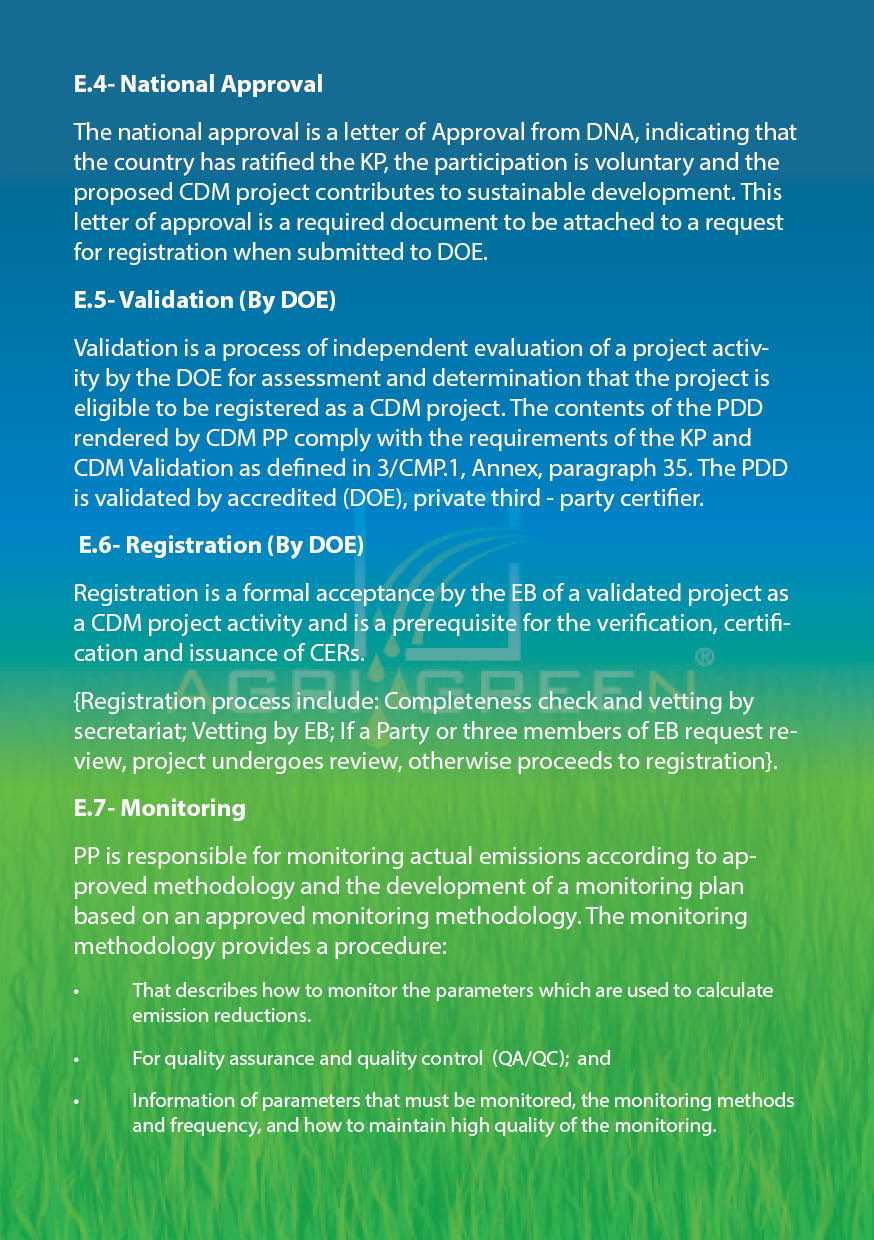 E.4- National Approval
The national approval is a letter of Approval from DNA, indicating that
the country has ratified the KP, the participation is voluntary and the
proposed CDM project contributes to sustainable development. This
letter of approval is a required document to be attached to a request
for registration when submitted to DOE.
E.5- Validation (By DOE)
Validation is a process of independent evaluation of a project activ-
ity by the DOE for assessment and determination that the project is
eligible to be registered as a CDM project. The contents of the PDD
rendered by CDM PP comply with the requirements of the KP and
CDM Validation as defined in 3/CMP.1, Annex, paragraph 35. The PDD
is validated by accredited (DOE), private third - party certifier.
E.6- Registration (By DOE)
Registration is a formal acceptance by the EB of a validated project as
a CDM project activity and is a prerequisite for the verification, certifi-
cation and issuance of CERs.
AGRI GREEN ®
{Registration process include: Completeness check and vetting by
secretariat; Vetting by EB; If a Party or three members of EB request re-
view, project undergoes review, otherwise proceeds to registration}.
E.7- Monitoring
PP is responsible for monitoring actual emissions according to ap-
proved methodology and the development of a monitoring plan
based on an approved monitoring methodology. The monitoring
methodology provides a procedure:
• That describes how to monitor the parameters which are used to calculate
emission reductions.
• For quality assurance and quality control (QA/QC); and
• Information of parameters that must be monitored, the monitoring methods
and frequency, and how to maintain high quality of the monitoring.